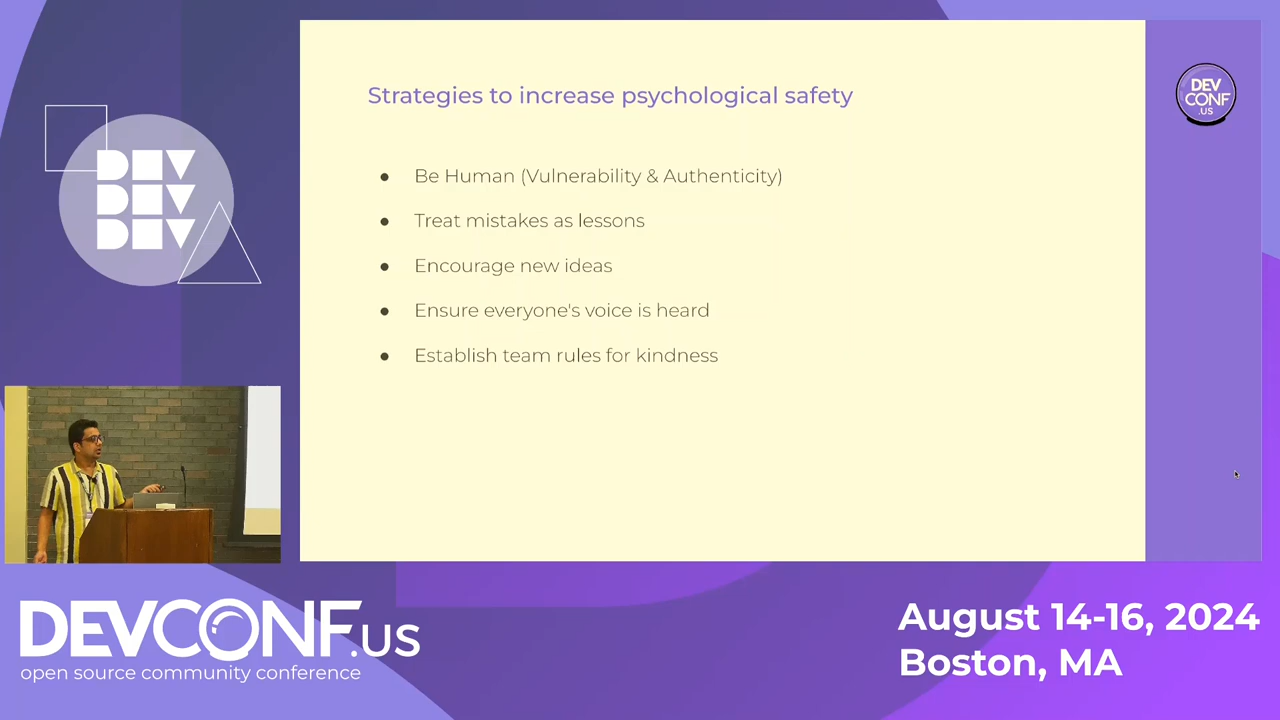 DEV
DEV
DEV
Strategies to increase psychological safety
● Be Human (Vulnerability & Authenticity)
● Treat mistakes as lessons
● Encourage new ideas
● Ensure everyone's voice is heard
● Establish team rules for kindness
DEV
CONF
.US
DEVCONF.US
open source community conference
August 14-16, 2024
Boston, MA